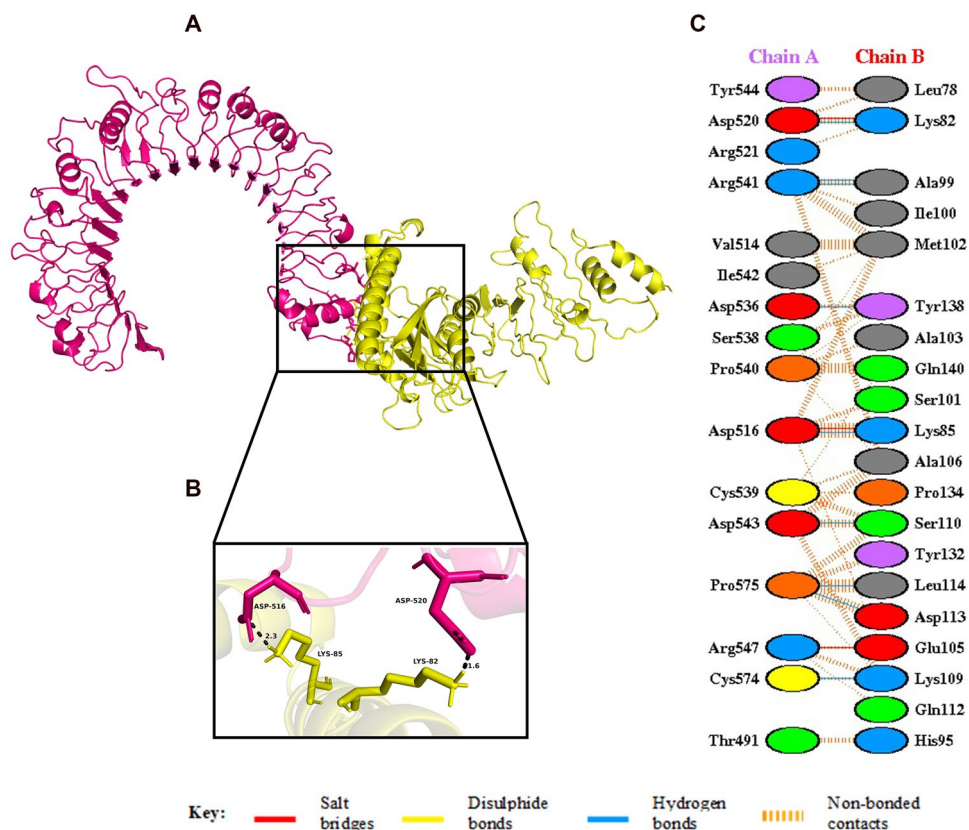 A
B
ASP-516
2.3
LYS-85
ASP-520
LYS-82
1.6
C
Chain A Chain B
Tyr544 Leu78
Asp520 Lys82
Arg521
Arg541 Ala99
Ile100
Val514 Met102
Ile542
Asp536 Tyr138
Ser538 Ala103
Pro540 Gln140
Ser101
Asp516 Lys85
Ala106
Cys539 Pro134
Asp543 Ser110
Tyr132
Pro575 Leu114
Asp113
Arg547 Glu105
Cys574 Lys109
Gln112
Thr491 His95
Key: Salt bridges Disulphide bonds Hydrogen bonds Non-bonded contacts